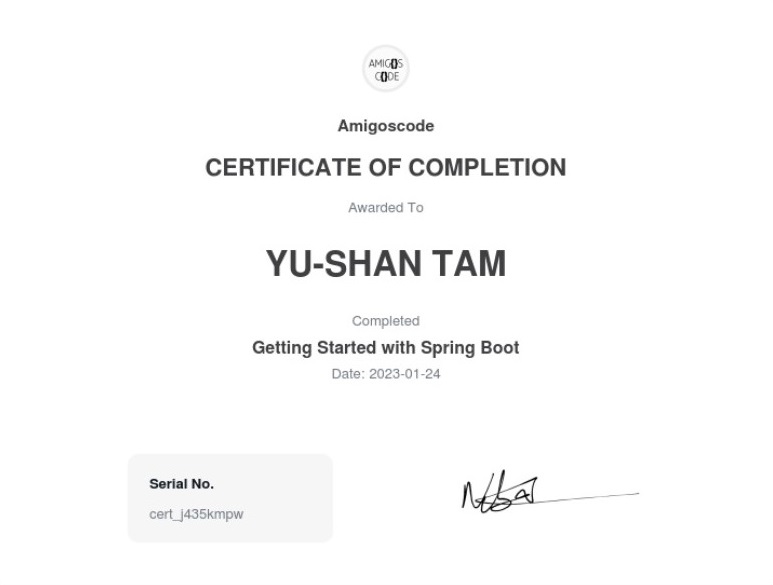 AMIGOS
CODE
Amigoscode
CERTIFICATE OF COMPLETION
Awarded To
YU-SHAN TAM
Completed
Getting Started with Spring Boot
Date: 2023-01-24
Serial No.
cert_j435kmpw